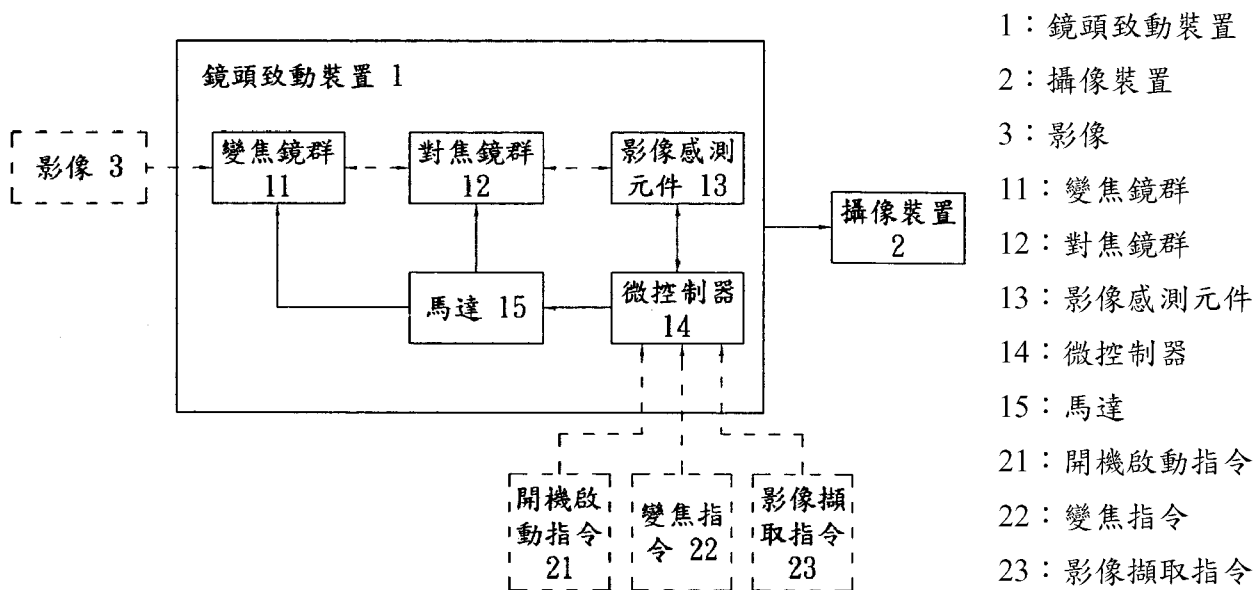 鏡頭致動裝置 1
影像 3
變焦鏡群
11
對焦鏡群
12
影像感測
元件 13
攝像裝置
2
馬達 15
微控制器
14
開機啟
動指令
21
變焦指
令 22
影像擷
取指令
23
1：鏡頭致動裝置
2：攝像裝置
3：影像
11：變焦鏡群
12：對焦鏡群
13：影像感測元件
14：微控制器
15：馬達
21：開機啟動指令
22：變焦指令
23：影像擷取指令